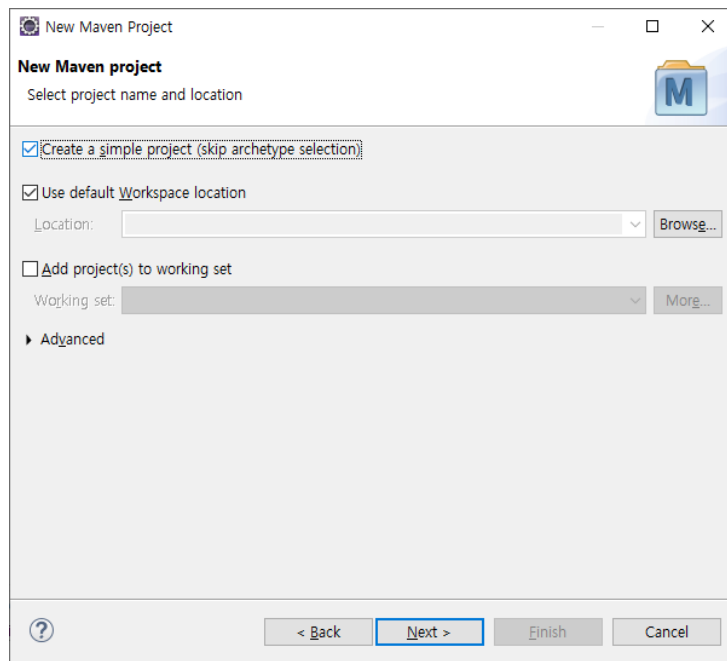 New Maven Project
New Maven project
Select project name and location
M
Create a simple project (skip archetype selection)
Use default Workspace location
Location:
Browse...
Add project(s) to working set
Working set:
More...
Advanced
?
< Back
Next >
Finish
Cancel